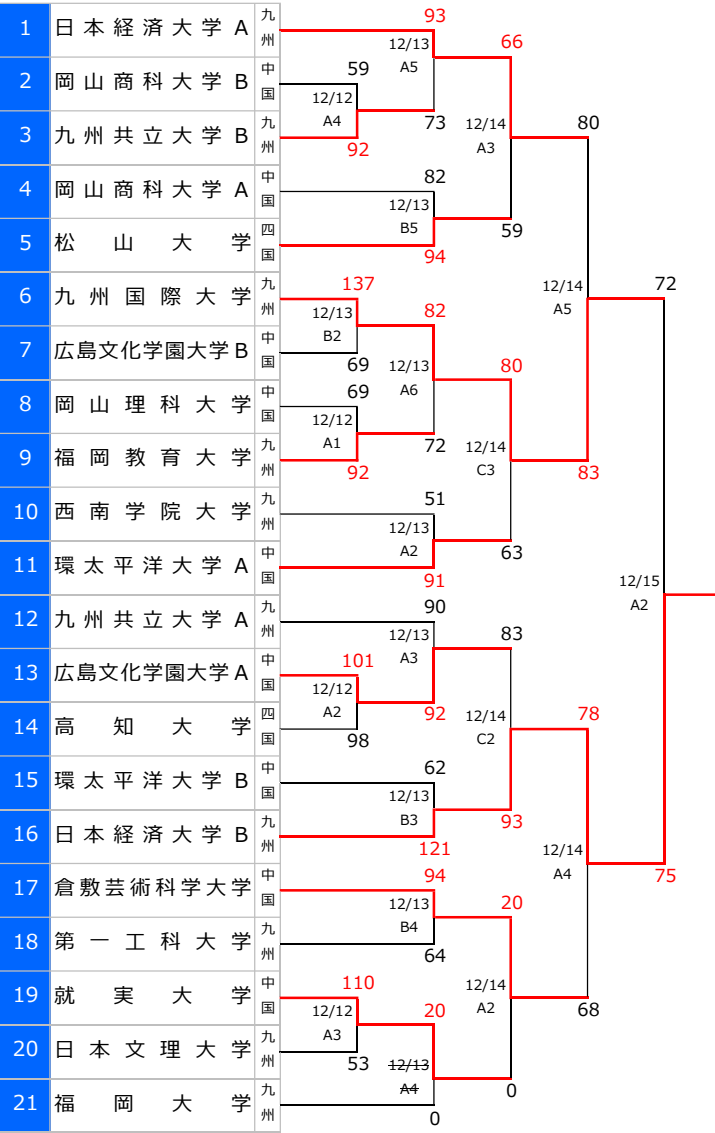 1 日本経済大学A 九州
2 岡山商科大学B 中国
3 九州共立大学B 九州
4 岡山商科大学A 中国
5 松山大学 四国
6 九州国際大学 九州
7 広島文化学園大学B 中国
8 岡山理科大学 中国
9 福岡教育大学 九州
10 西南学院大学 九州
11 環太平洋大学A 中国
12 九州共立大学A 九州
13 広島文化学園大学A 中国
14 高知大学 四国
15 環太平洋大学B 中国
16 日本経済大学B 九州
17 倉敷芸術科学大学 中国
18 第一工科大学 九州
19 就実大学 中国
20 日本文理大学 九州
21 福岡大学 九州
59
12/12
A4
92
137
12/13
B2
69
69
12/12
A1
92
101
12/12
A2
98
110
12/12
A3
53
93
12/13
A5
73
82
12/13
B5
94
82
12/13
A6
72
51
12/13
A2
91
90
12/13
A3
92
62
12/13
B3
121
94
12/13
B4
64
20
12/13
A4
0
66
12/14
A3
59
80
12/14
C3
63
83
12/14
C2
93
20
12/14
A2
0
80
12/14
A5
83
78
12/14
A4
68
72
12/15
A2
75